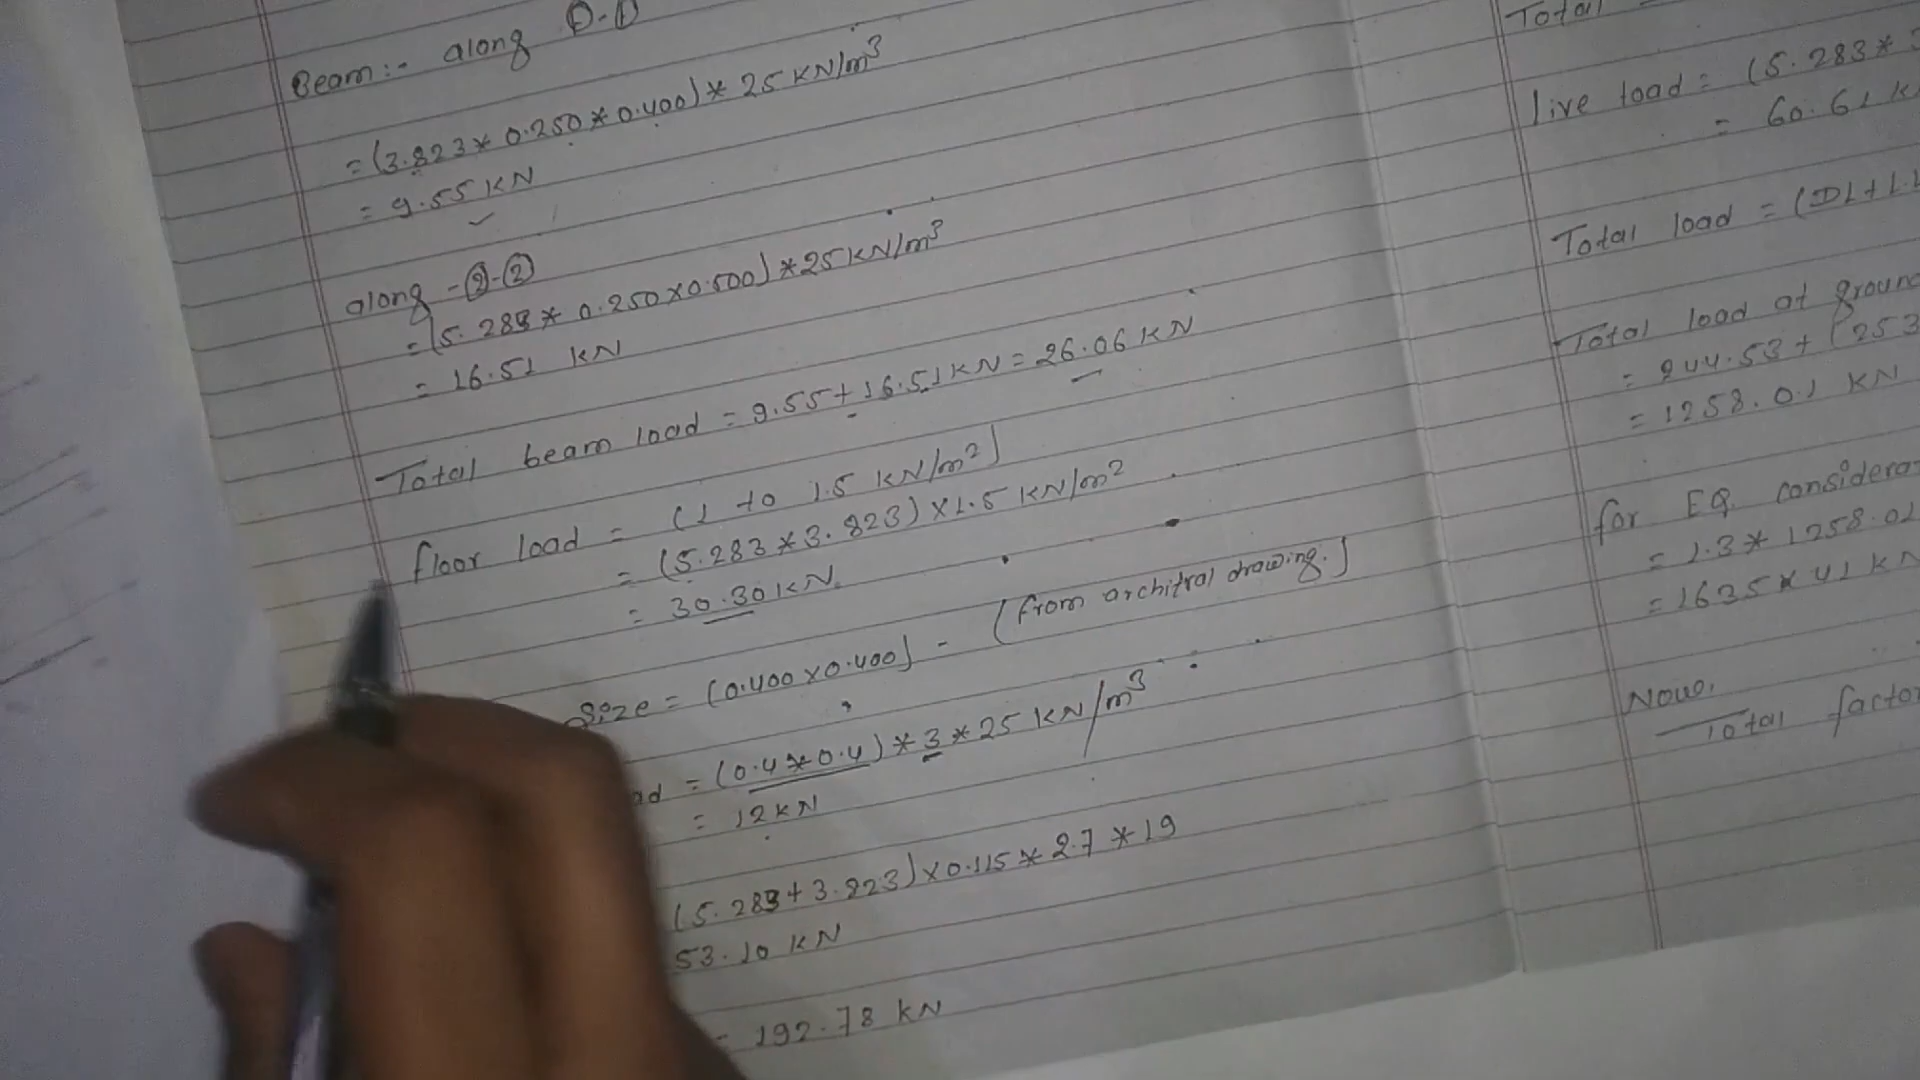 Beam:- along D-D
= (3.823 * 0.250 * 0.400) * 25 KN/m³
= 9.55 KN
along - ②-②
= (5.283 * 0.250 x 0.500) * 25 KN/m³
= 16.51 KN
Total beam load = 9.55 + 16.51 KN = 26.06 KN
floor load = (1 to 1.5 KN/m²)
= (5.283 * 3.823) x 1.5 KN/m²
= 30.30 KN.
Size = (0.400 x 0.400) - (from architral drawing.)
ad = (0.4 * 0.4) * 3 * 25 KN/m³
= 12 KN
(5.283 + 3.823) x 0.115 * 2.7 * 19
53.10 KN
= 192.78 KN
Total
live load = (5.283 *
= 60.61 K
Total load = (DL + L.L
Total load at ground
= 244.53 + (253
= 1258.01 KN
for EQ. considera
= 1.3 * 1258.01
= 1635 * 41 KN
Now,
Total factor